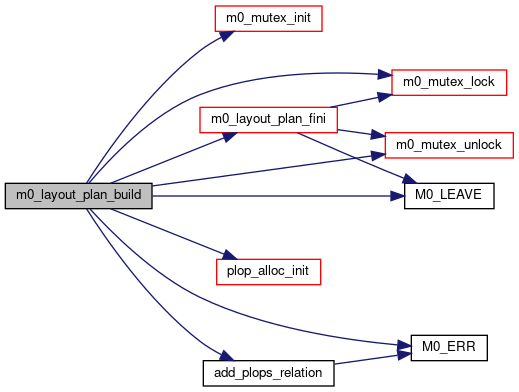 m0_mutex_init
m0_mutex_lock
m0_layout_plan_fini
m0_mutex_unlock
m0_layout_plan_build
M0_LEAVE
plop_alloc_init
M0_ERR
add_plops_relation